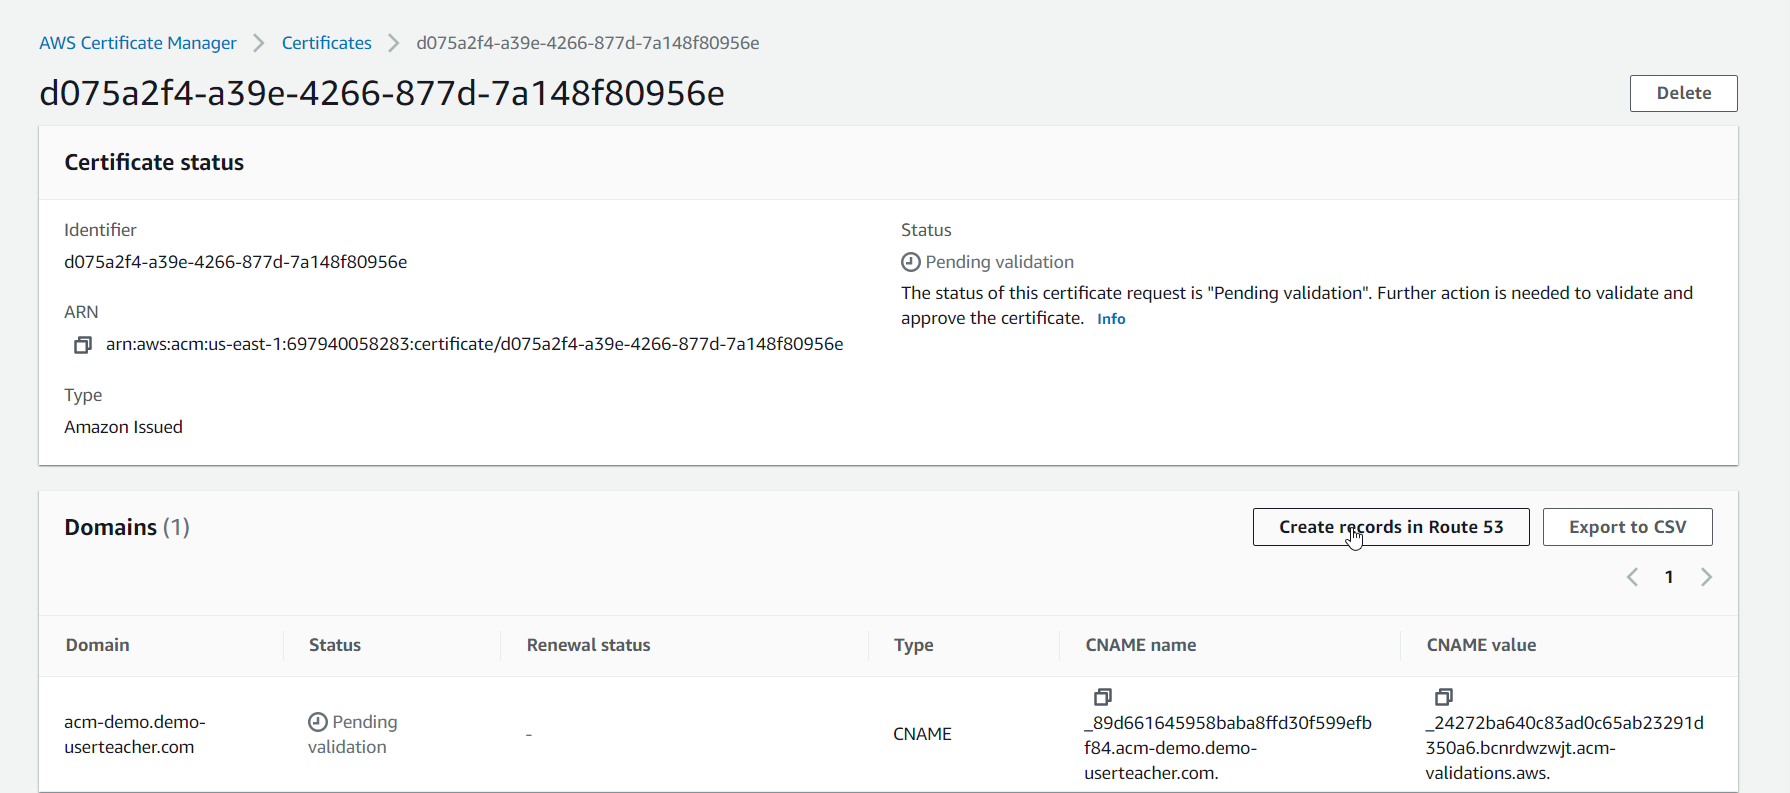 AWS Certificate Manager > Certificates > d075a2f4-a39e-4266-877d-7a148f80956e
d075a2f4-a39e-4266-877d-7a148f80956e
Delete
Certificate status
Identifier
d075a2f4-a39e-4266-877d-7a148f80956e
ARN
arn:aws:acm:us-east-1:697940058283:certificate/d075a2f4-a39e-4266-877d-7a148f80956e
Type
Amazon Issued
Status
Pending validation
The status of this certificate request is "Pending validation". Further action is needed to validate and
approve the certificate. Info
Domains (1)
Create records in Route 53
Export to CSV
1
Domain Status Renewal status Type CNAME name CNAME value
acm-demo.demo-
userteacher.com
Pending
validation
-
CNAME
_89d661645958baba8ffd30f599efb
f84.acm-demo.demo-
userteacher.com.
_24272ba640c83ad0c65ab23291d
350a6.bcnrdwzwjt.acm-
validations.aws.